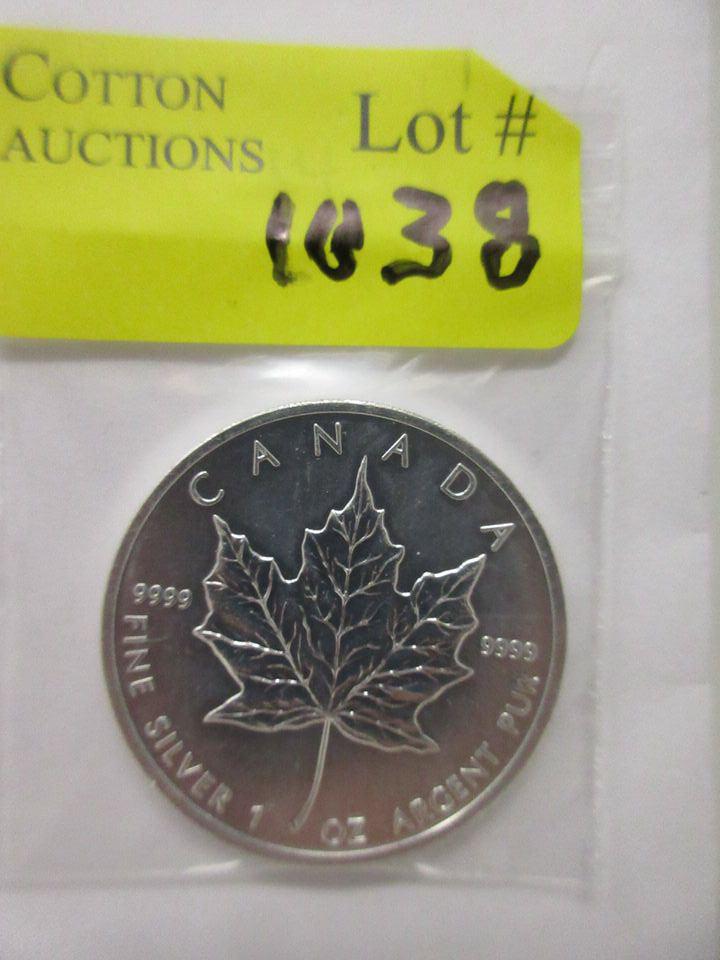 COTTON
AUCTIONS
Lot #
1038
CANADA
9999
9999
FINE SILVER 1 OZ ARGENT PUR